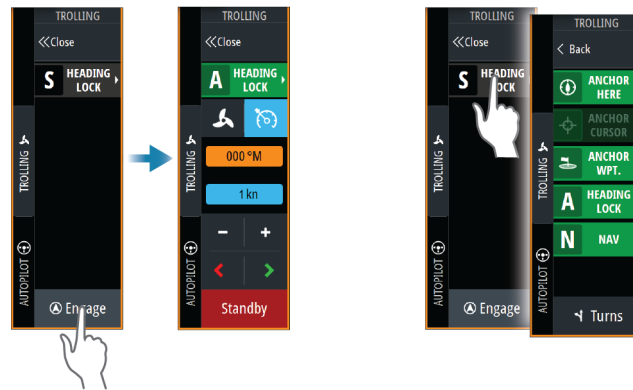 TROLLING
Close
S HEADING
LOCK
TROLLING
AUTOPILOT
Engage
TROLLING
Close
A HEADING
LOCK
000 °M
1 kn
- +
< >
TROLLING
AUTOPILOT
Standby
TROLLING
Close
S HEADING
LOCK
TROLLING
AUTOPILOT
Engage
TROLLING
< Back
ANCHOR
HERE
ANCHOR
CURSOR
ANCHOR
WPT.
A HEADING
LOCK
N NAV
TROLLING
AUTOPILOT
Turns